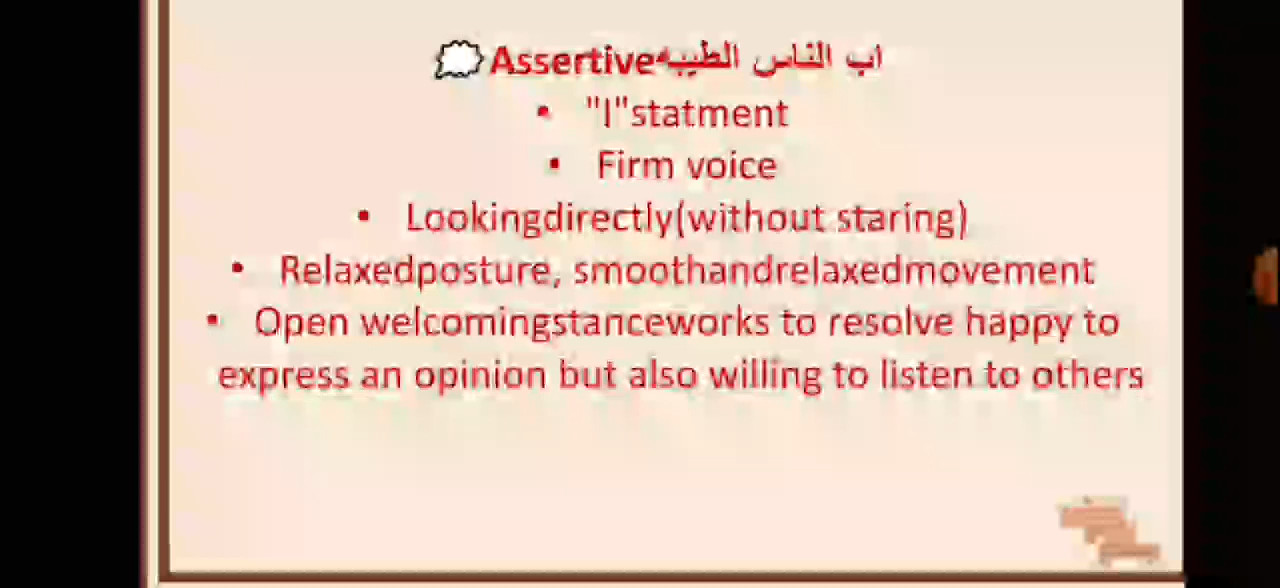 Assertiveاب الناس الطيبه
• "I"statment
• Firm voice
• Lookingdirectly(without staring)
• Relaxedposture, smoothandrelaxedmovement
• Open welcomingstanceworks to resolve happy to
express an opinion but also willing to listen to others